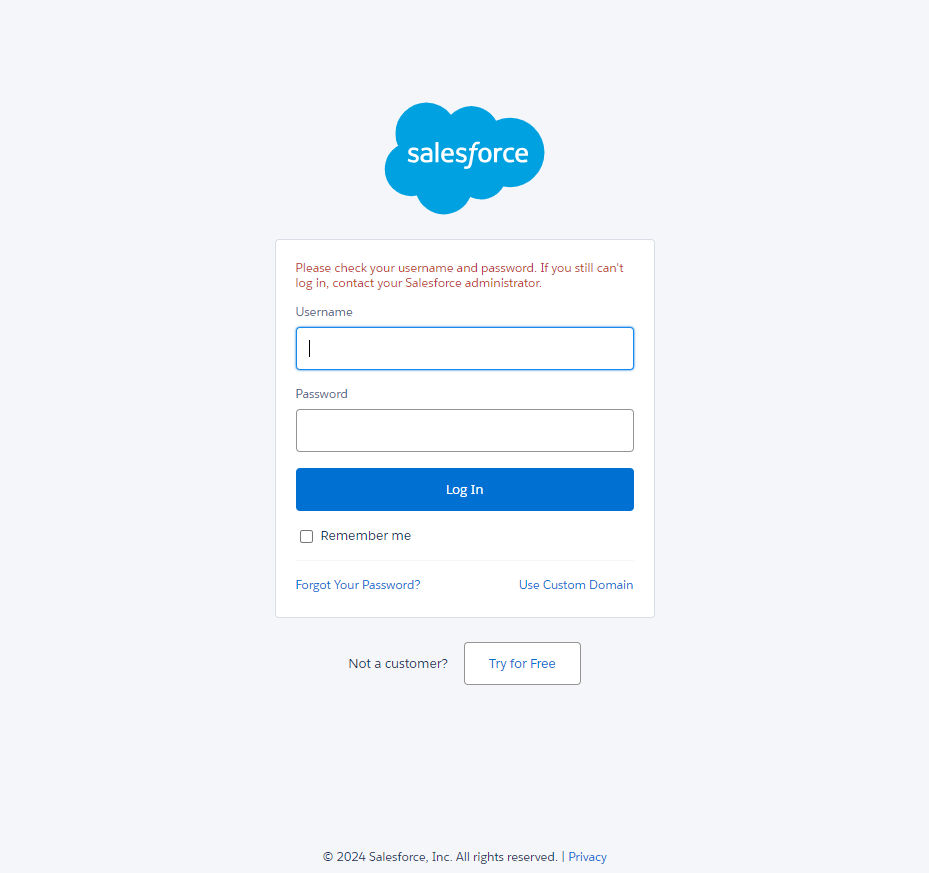 salesforce
Please check your username and password. If you still can't
log in, contact your Salesforce administrator.
Username
Password
Log In
Remember me
Forgot Your Password?
Use Custom Domain
Not a customer?
Try for Free
© 2024 Salesforce, Inc. All rights reserved. | Privacy